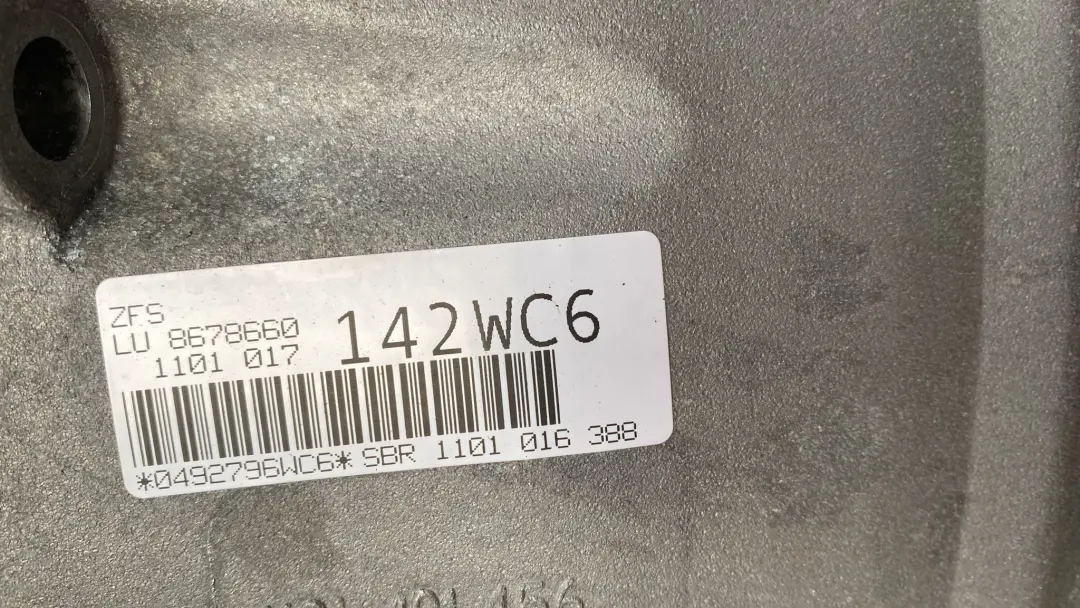 ZFS
LU 8678660
1101 017
142WC6
*0492796WC6* SBR 1101 016 388